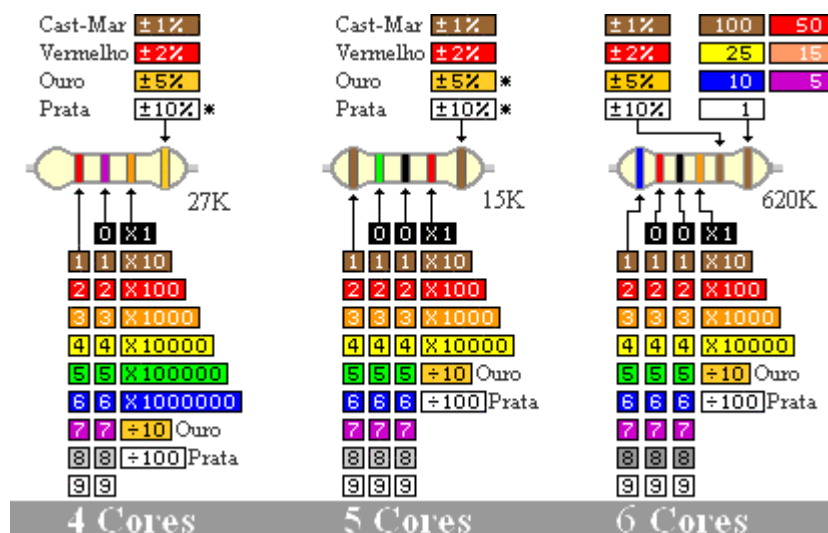 Cast-Mar ±1% Cast-Mar ±1% ±1% 100 50
Vermelho ±2% Vermelho ±2% ±2% 25 15
Ouro ±5% Ouro ±5% * ±5% 10 5
Prata ±10% * Prata ±10% * ±10% 1
27K 15K 620K
0 X1 0 0 X1 0 0 X1
1 1 X10 1 1 1 X10 1 1 1 X10
2 2 X100 2 2 2 X100 2 2 2 X100
3 3 X1000 3 3 3 X1000 3 3 3 X1000
4 4 X10000 4 4 4 X10000 4 4 4 X10000
5 5 X100000 5 5 5 ÷10 Ouro 5 5 5 ÷10 Ouro
6 6 X1000000 6 6 6 ÷100 Prata 6 6 6 ÷100 Prata
7 7 ÷10 Ouro 7 7 7 7 7 7
8 8 ÷100 Prata 8 8 8 8 8 8
9 9 9 9 9 9 9 9
4 Cores 5 Cores 6 Cores